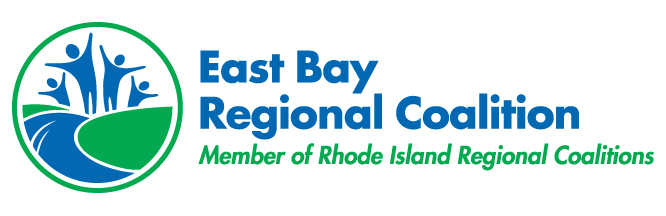 East Bay
Regional Coalition
Member of Rhode Island Regional Coalitions